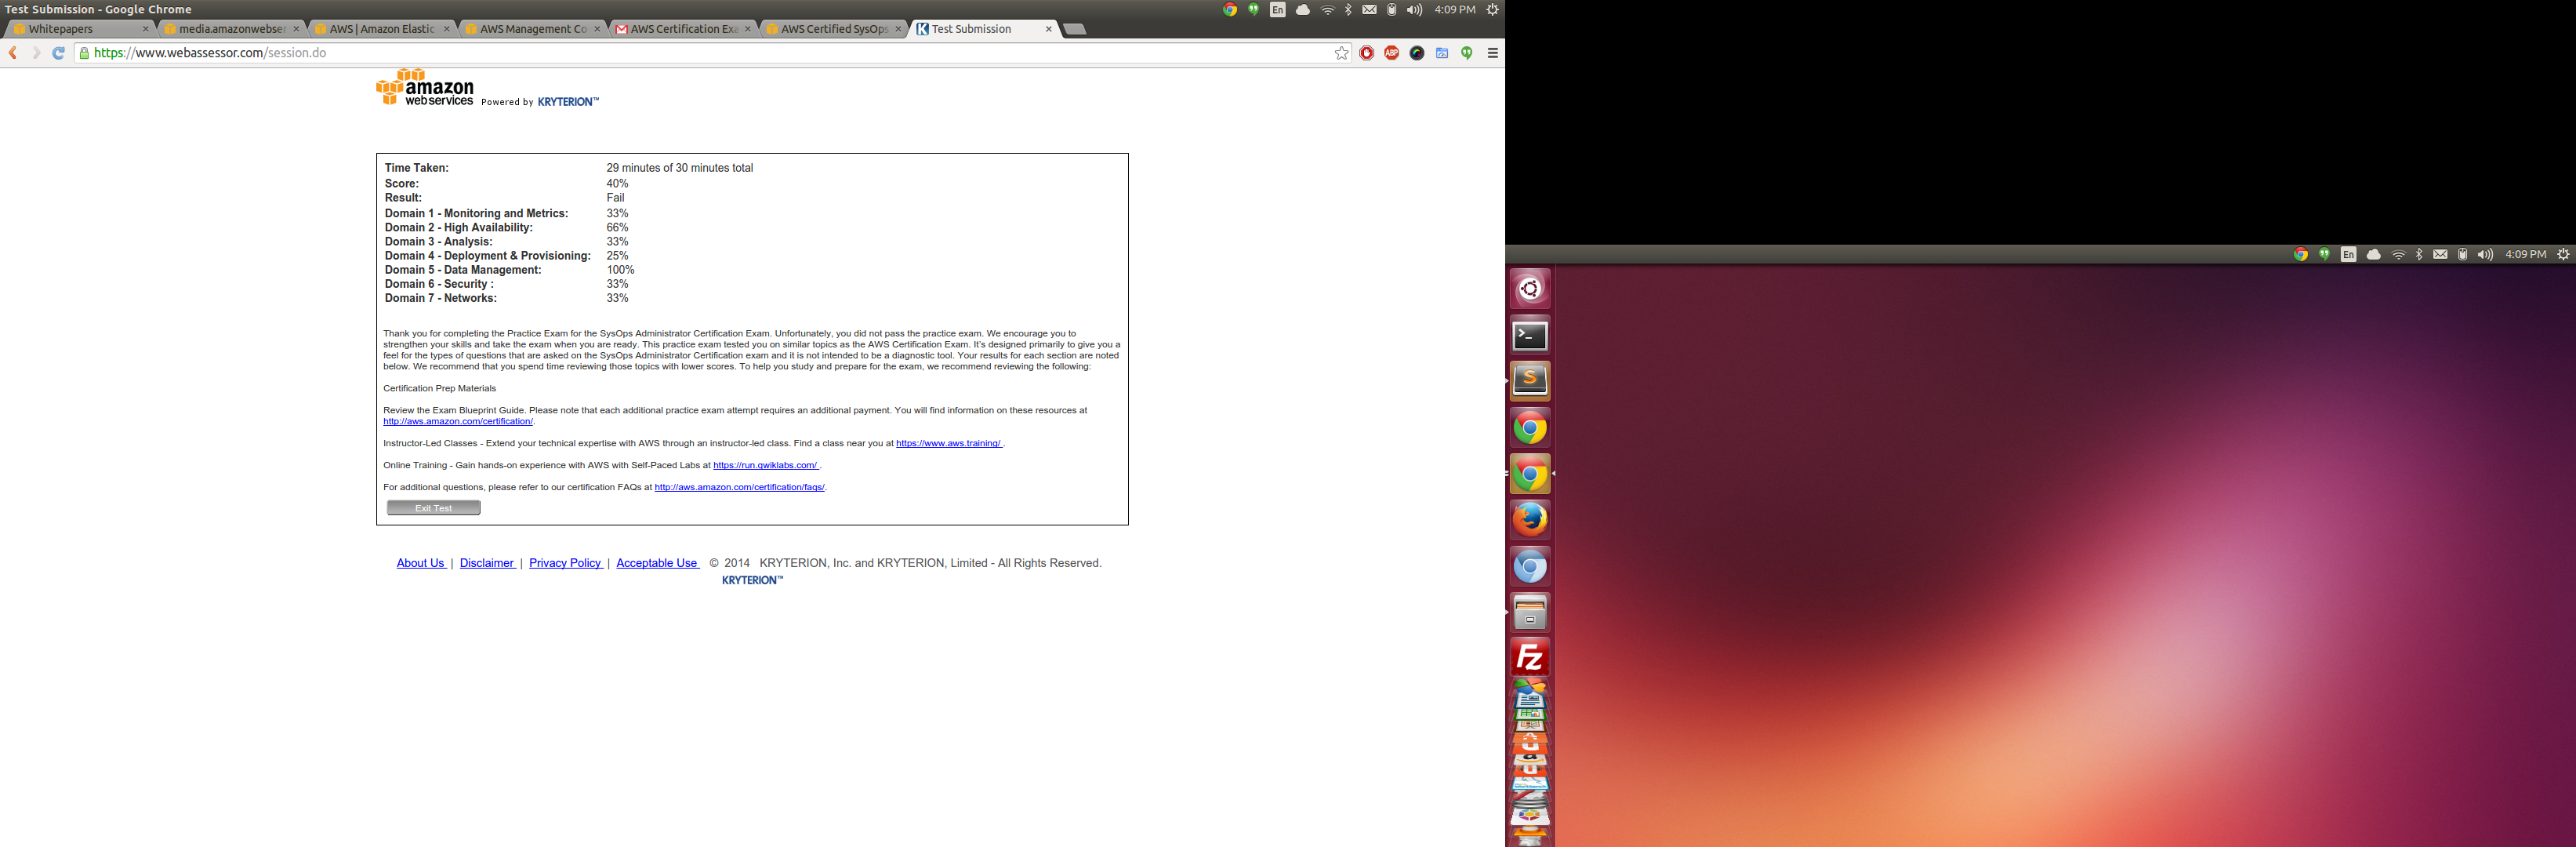 Test Submission - Google Chrome
En
4:09 PM
Whitepapers
media.amazonwebser
AWS | Amazon Elastic
AWS Management Co
AWS Certification Exa
AWS Certified SysOps
Test Submission
https://www.webassessor.com/session.do
ABP
amazon
webservices Powered by KRYTERION™
Time Taken: 29 minutes of 30 minutes total
Score: 40%
Result: Fail
Domain 1 - Monitoring and Metrics: 33%
Domain 2 - High Availability: 66%
Domain 3 - Analysis: 33%
Domain 4 - Deployment & Provisioning: 25%
Domain 5 - Data Management: 100%
Domain 6 - Security : 33%
Domain 7 - Networks: 33%
Thank you for completing the Practice Exam for the SysOps Administrator Certification Exam. Unfortunately, you did not pass the practice exam. We encourage you to
strengthen your skills and take the exam when you are ready. This practice exam tested you on similar topics as the AWS Certification Exam. It's designed primarily to give you a
feel for the types of questions that are asked on the SysOps Administrator Certification exam and it is not intended to be a diagnostic tool. Your results for each section are noted
below. We recommend that you spend time reviewing those topics with lower scores. To help you study and prepare for the exam, we recommend reviewing the following:
Certification Prep Materials
Review the Exam Blueprint Guide. Please note that each additional practice exam attempt requires an additional payment. You will find information on these resources at
http://aws.amazon.com/certification/.
Instructor-Led Classes - Extend your technical expertise with AWS through an instructor-led class. Find a class near you at https://www.aws.training/ .
Online Training - Gain hands-on experience with AWS with Self-Paced Labs at https://run.qwiklabs.com/ .
For additional questions, please refer to our certification FAQs at http://aws.amazon.com/certification/faqs/.
Exit Test
About Us | Disclaimer | Privacy Policy | Acceptable Use © 2014 KRYTERION, Inc. and KRYTERION, Limited - All Rights Reserved.
KRYTERION™
En
4:09 PM
>_
S
Fz